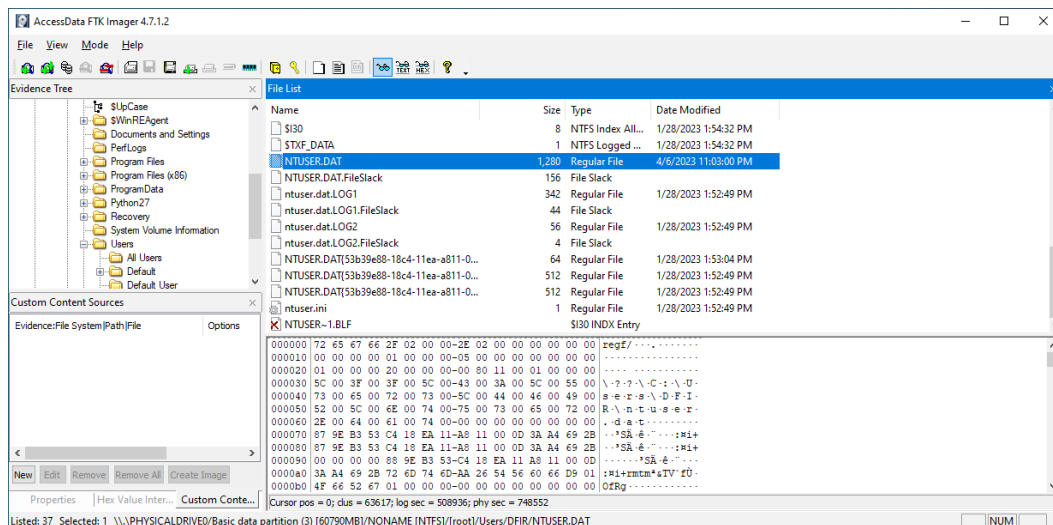 AccessData FTK Imager 4.7.1.2
File View Mode Help
Evidence Tree
$UpCase
$WinREAgent
Documents and Settings
PerfLogs
Program Files
Program Files (x86)
ProgramData
Python27
Recovery
System Volume Information
Users
All Users
Default
Default User
Custom Content Sources
Evidence:File System|Path|File Options
New Edit Remove Remove All Create Image
Properties Hex Value Inter... Custom Conte...
File List
Name Size Type Date Modified
$I30 8 NTFS Index All... 1/28/2023 1:54:32 PM
$TXF_DATA 1 NTFS Logged ... 1/28/2023 1:54:32 PM
NTUSER.DAT 1,280 Regular File 4/6/2023 11:03:00 PM
NTUSER.DAT.FileSlack 156 File Slack
ntuser.dat.LOG1 342 Regular File 1/28/2023 1:52:49 PM
ntuser.dat.LOG1.FileSlack 44 File Slack
ntuser.dat.LOG2 56 Regular File 1/28/2023 1:52:49 PM
ntuser.dat.LOG2.FileSlack 4 File Slack
NTUSER.DAT{53b39e88-18c4-11ea-a811-0... 64 Regular File 1/28/2023 1:53:04 PM
NTUSER.DAT{53b39e88-18c4-11ea-a811-0... 512 Regular File 1/28/2023 1:52:49 PM
NTUSER.DAT{53b39e88-18c4-11ea-a811-0... 512 Regular File 1/28/2023 1:52:49 PM
ntuser.ini 1 Regular File 1/28/2023 1:52:49 PM
NTUSER~1.BLF $I30 INDX Entry
000000 72 65 67 66 2F 02 00 00-2E 02 00 00 00 00 00 00 regf/···.·······
000010 00 00 00 00 01 00 00 00-05 00 00 00 00 00 00 00 ················
000020 01 00 00 00 20 00 00 00-00 80 11 00 01 00 00 00 ···· ···········
000030 5C 00 3F 00 3F 00 5C 00-43 00 3A 00 5C 00 55 00 \·?·?·\·C·:·\·U·
000040 73 00 65 00 72 00 73 00-5C 00 44 00 46 00 49 00 s·e·r·s·\·D·F·I·
000050 52 00 5C 00 6E 00 74 00-75 00 73 00 65 00 72 00 R·\·n·t·u·s·e·r·
000060 2E 00 64 00 61 00 74 00-00 00 00 00 00 00 00 00 .·d·a·t·········
000070 87 9E B3 53 C4 18 EA 11-A8 11 00 0D 3A A4 69 2B ··³SÄ·ê·¨···:¤i+
000080 87 9E B3 53 C4 18 EA 11-A8 11 00 0D 3A A4 69 2B ··³SÄ·ê·¨···:¤i+
000090 00 00 00 00 88 9E B3 53-C4 18 EA 11 A8 11 00 0D ······³SÄ·ê·¨···
0000a0 3A A4 69 2B 72 6D 74 6D-AA 26 54 56 60 66 D9 01 :¤i+rmtmª&TV`fÙ·
0000b0 4F 66 52 67 01 00 00 00-00 00 00 00 00 00 00 00 OfRg············
Cursor pos = 0; clus = 63617; log sec = 508936; phy sec = 748552
Listed: 37 Selected: 1 \\.\PHYSICALDRIVE0/Basic data partition (3) [60790MB]/NONAME [NTFS]/[root]/Users/DFIR/NTUSER.DAT NUM